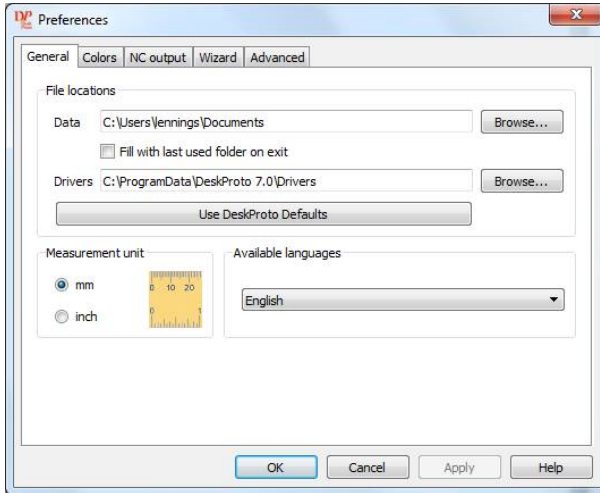 DP
Preferences
X
General Colors NC output Wizard Advanced
File locations
Data C:\Users\lennings\Documents Browse...
Fill with last used folder on exit
Drivers C:\ProgramData\DeskProto 7.0\Drivers Browse...
Use DeskProto Defaults
Measurement unit Available languages
mm 0 10 20
English
inch 0 1
OK Cancel Apply Help